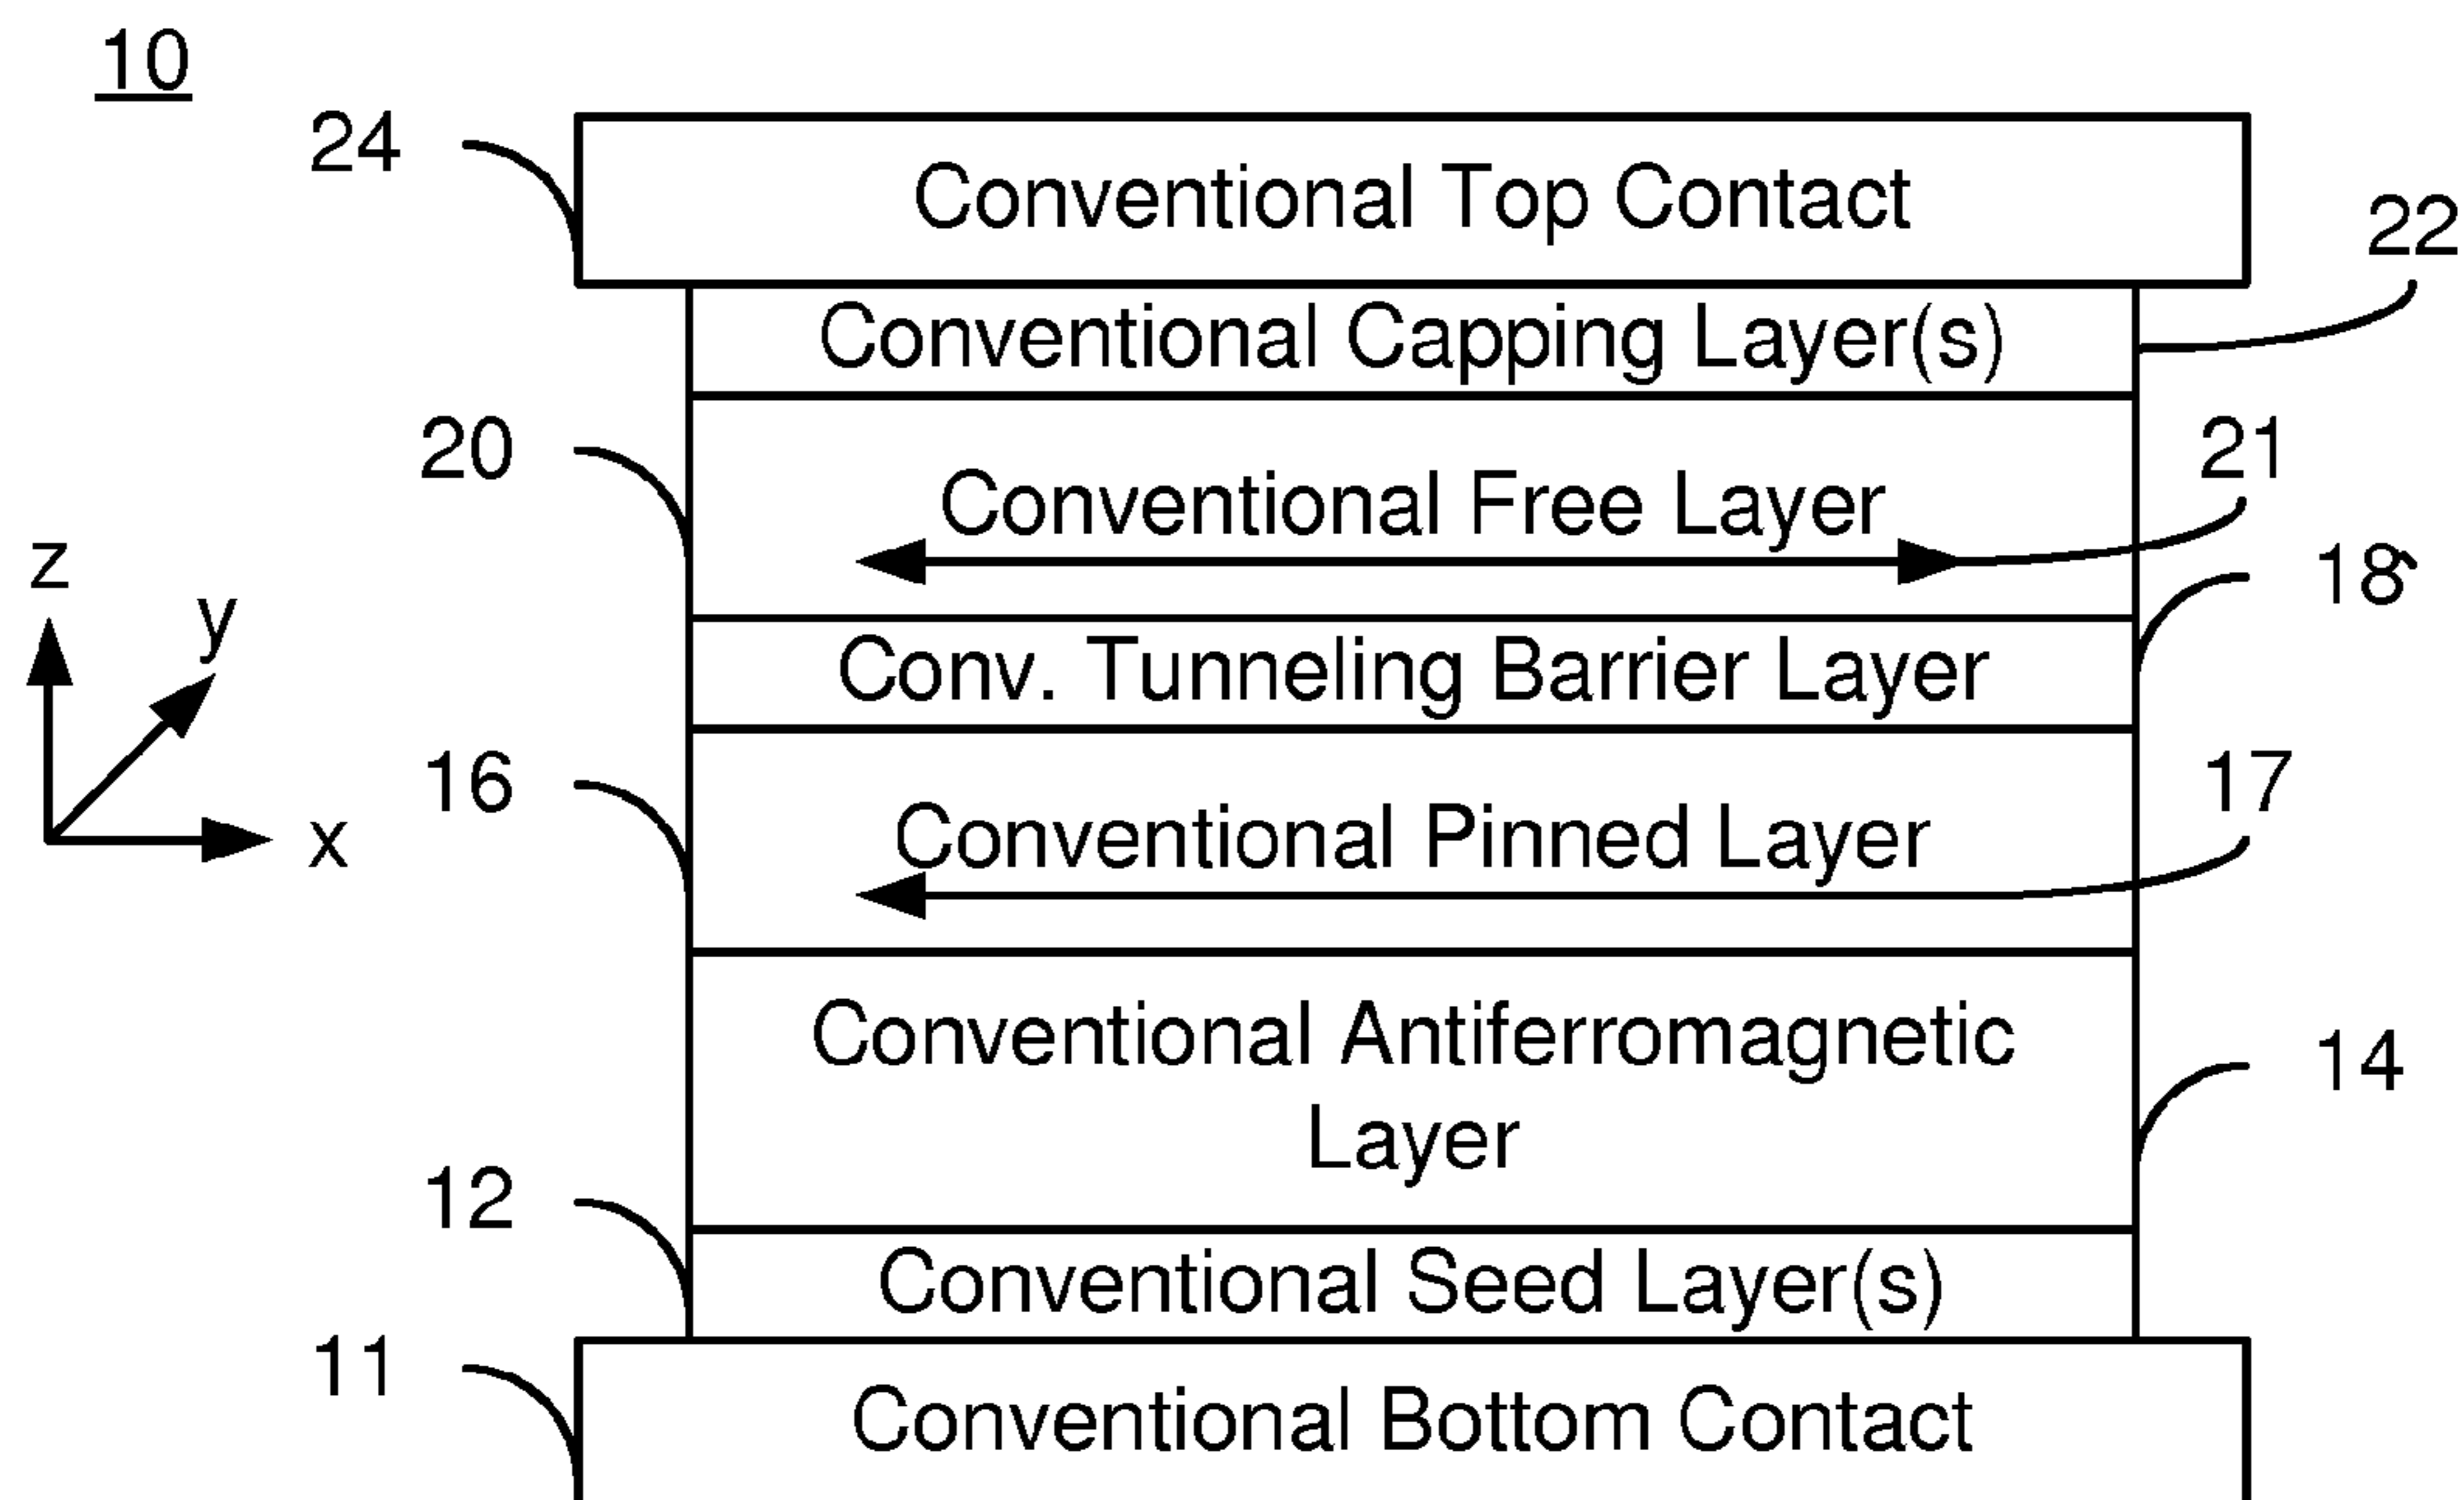 10
24
Conventional Top Contact
22
Conventional Capping Layer(s)
20
21
Conventional Free Layer
z
18
y
Conv. Tunneling Barrier Layer
16
17
Conventional Pinned Layer
x
Conventional Antiferromagnetic
14
Layer
12
Conventional Seed Layer(s)
11
Conventional Bottom Contact